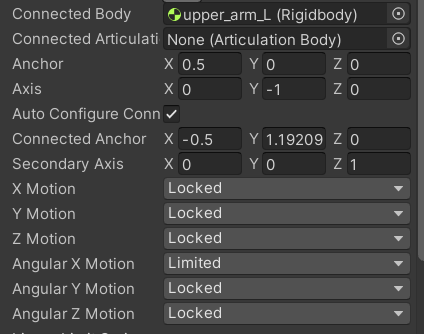 Connected Body upper_arm_L (Rigidbody)
Connected Articulati None (Articulation Body)
Anchor X 0.5 Y 0 Z 0
Axis X 0 Y -1 Z 0
Auto Configure Conn
Connected Anchor X -0.5 Y 1.19209 Z 0
Secondary Axis X 0 Y 0 Z 1
X Motion Locked
Y Motion Locked
Z Motion Locked
Angular X Motion Limited
Angular Y Motion Locked
Angular Z Motion Locked